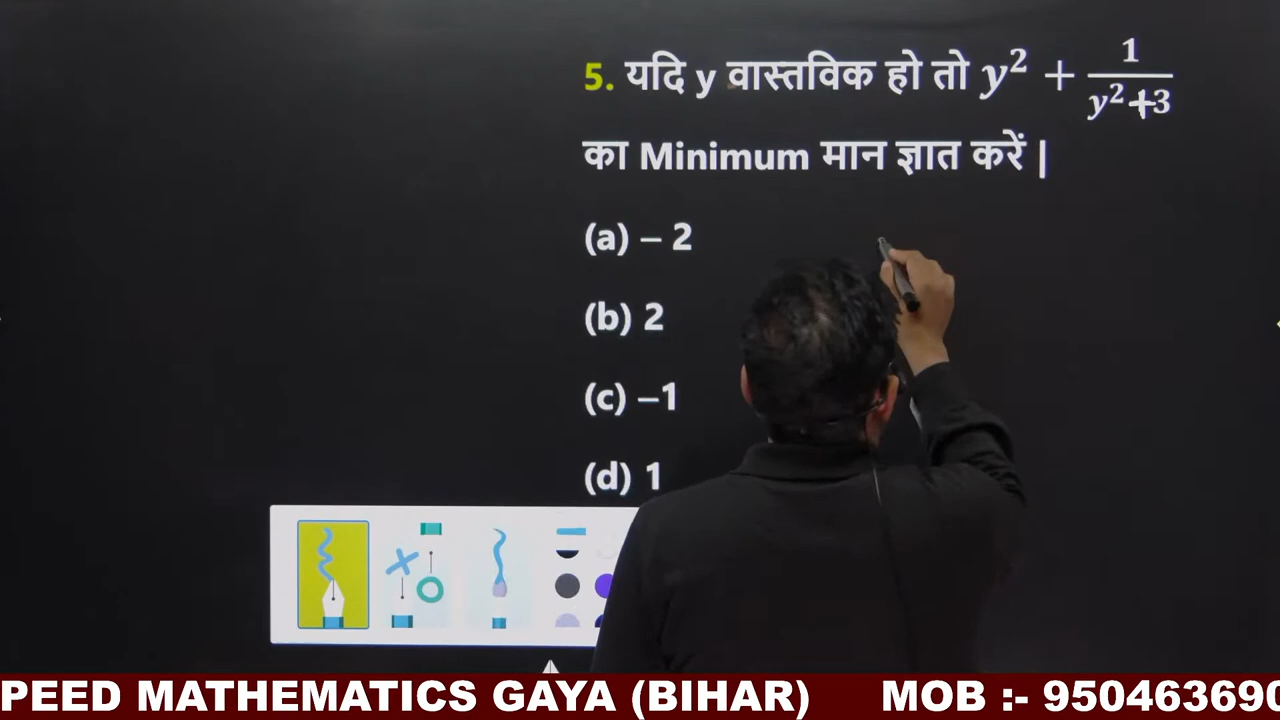 5. यदि y वास्तविक हो तो y² + 1/(y²+3)
का Minimum मान ज्ञात करें |
(a) – 2
(b) 2
(c) –1
(d) 1
PEED MATHEMATICS GAYA (BIHAR) MOB :- 950463690